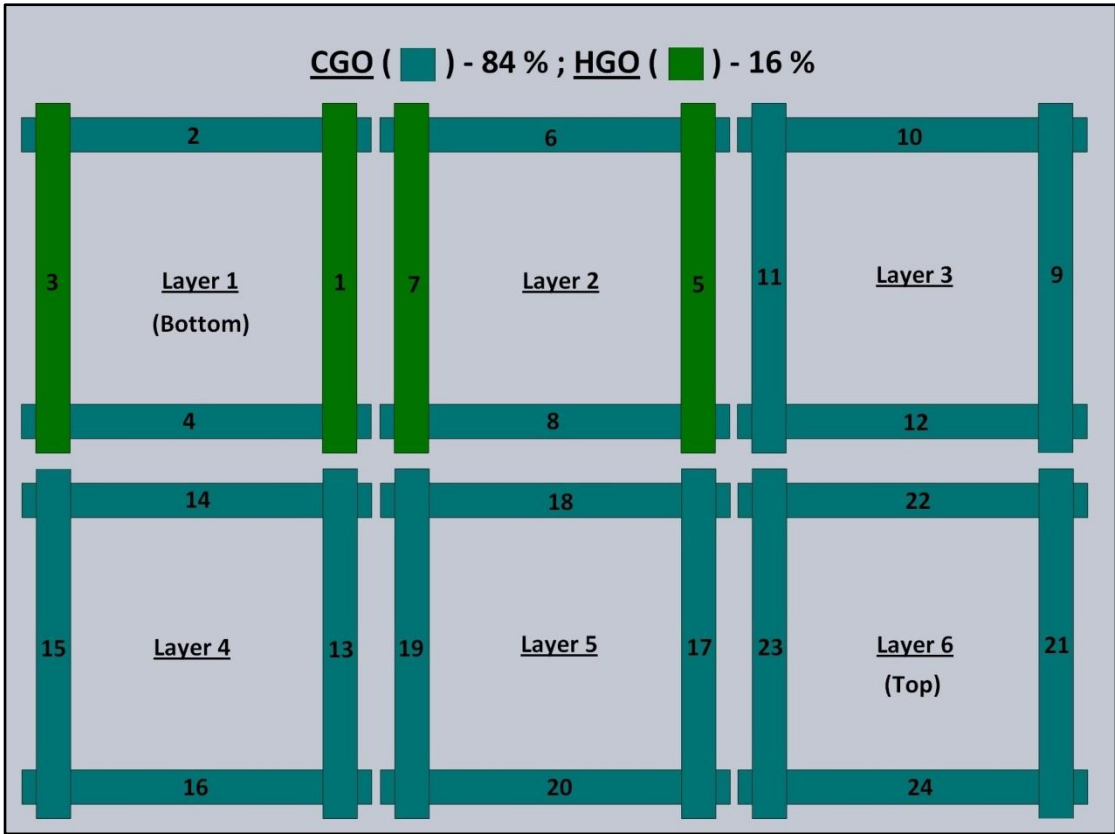 CGO ( ) - 84 % ; HGO ( ) - 16 %
2
6
10
3
Layer 1
(Bottom)
1
7
Layer 2
5
11
Layer 3
9
4
8
12
14
18
22
15
Layer 4
13
19
Layer 5
17
23
Layer 6
(Top)
21
16
20
24